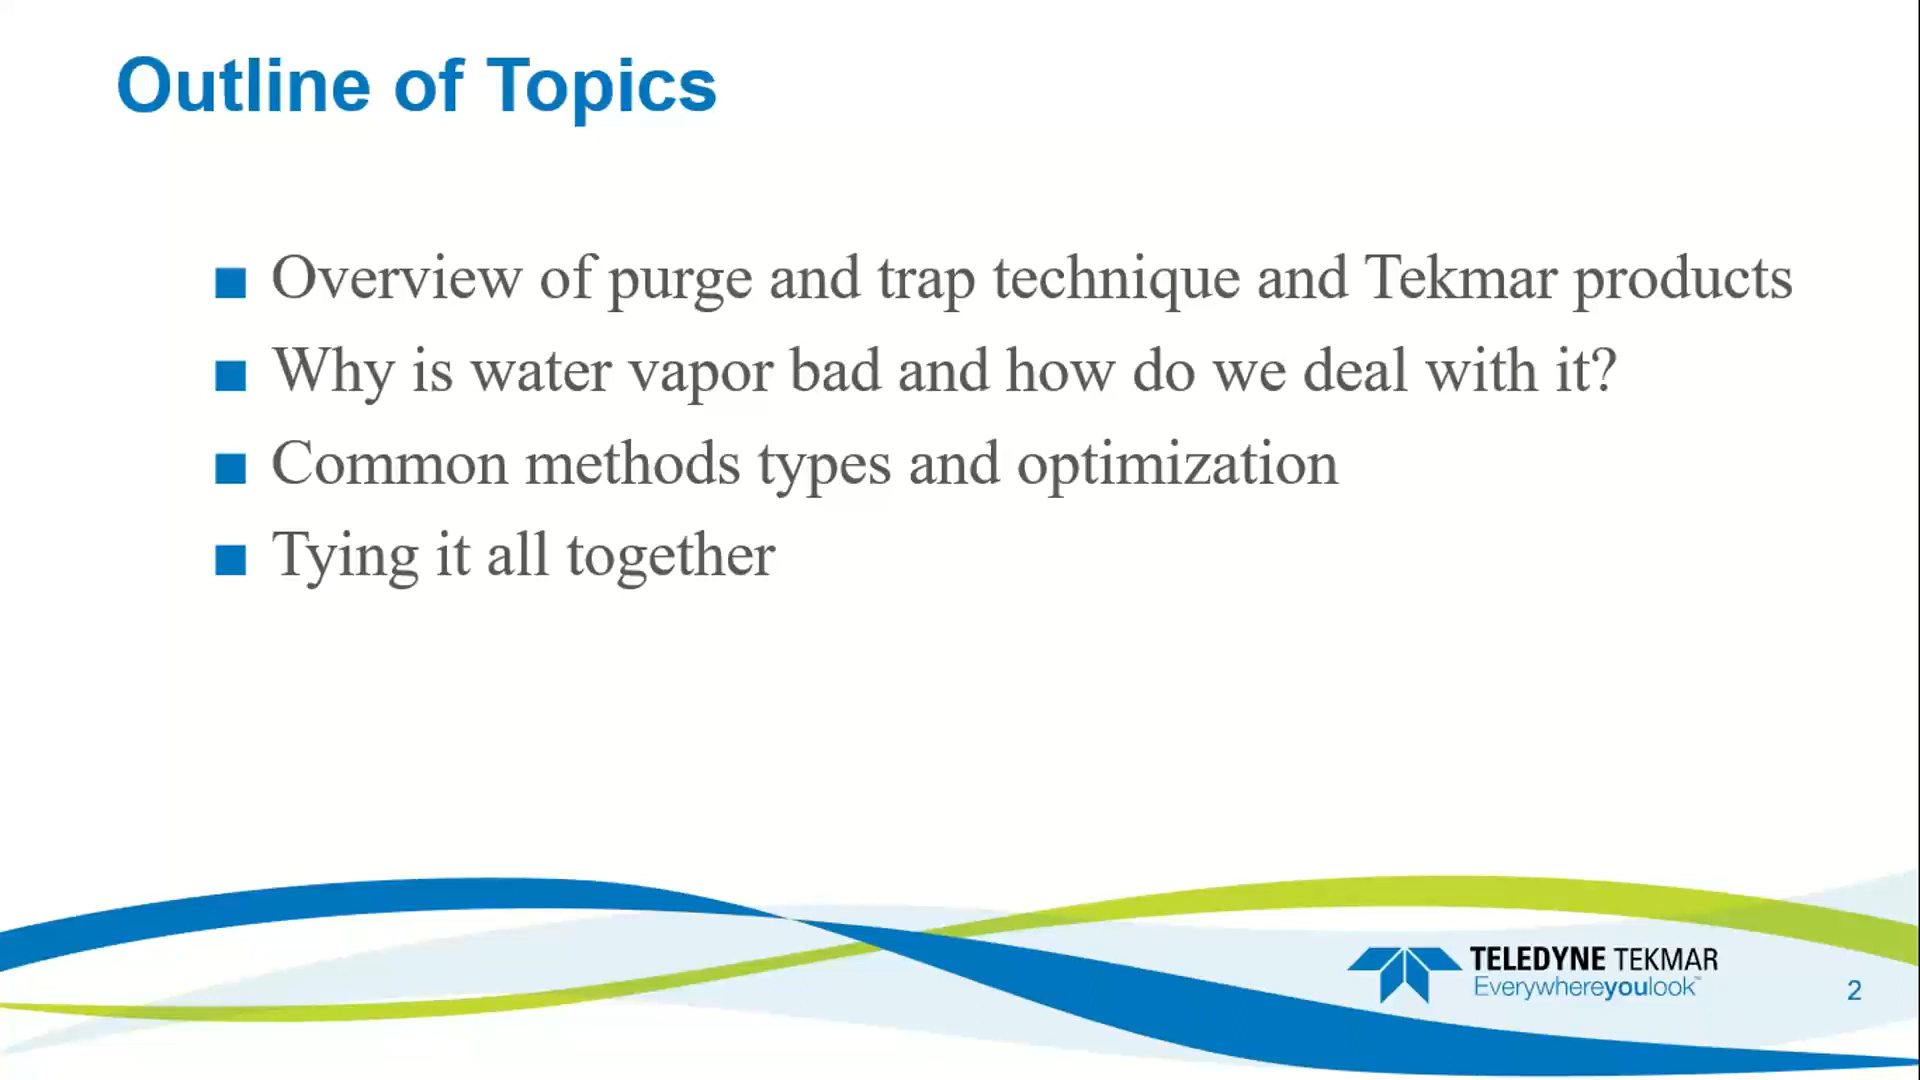 Outline of Topics
Overview of purge and trap technique and Tekmar products
Why is water vapor bad and how do we deal with it?
Common methods types and optimization
Tying it all together
TELEDYNE TEKMAR
Everywhereyoulook™
2